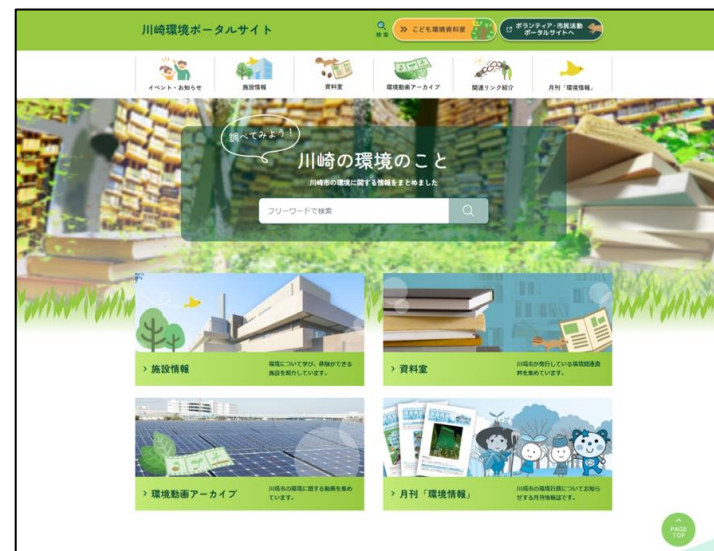 川崎環境ポータルサイト
検索
こども環境資料室
ボランティア・市民活動
ポータルサイトへ
イベント・お知らせ
施設情報
資料室
環境動画アーカイブ
関連リンク紹介
月刊「環境情報」
調べてみよう!
川崎の環境のこと
川崎市の環境に関する情報をまとめました
フリーワードで検索
施設情報
環境について学び、体験ができる
施設を紹介しています。
資料室
川崎市が発行している環境関連資
料を集めています。
環境動画アーカイブ
川崎市の環境に関する動画を集め
ています。
月刊「環境情報」
川崎市の環境行政についてお知ら
せする月刊情報誌です。
PAGE
TOP